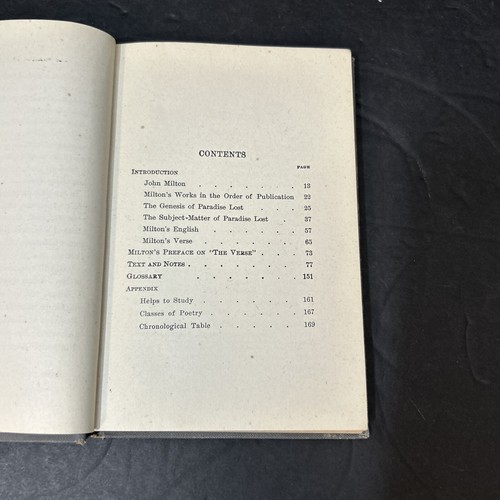 CONTENTS
PAGE
INTRODUCTION
John Milton . . . . . . . 13
Milton's Works in the Order of Publication 22
The Genesis of Paradise Lost . . . 25
The Subject-Matter of Paradise Lost . 37
Milton's English . . . . . . 57
Milton's Verse . . . . . . 65
MILTON'S PREFACE ON "THE VERSE" . . . 73
TEXT AND NOTES . . . . . . . 77
GLOSSARY . . . . . . . 151
APPENDIX
Helps to Study . . . . . . 161
Classes of Poetry . . . . . 167
Chronological Table . . . . . 169